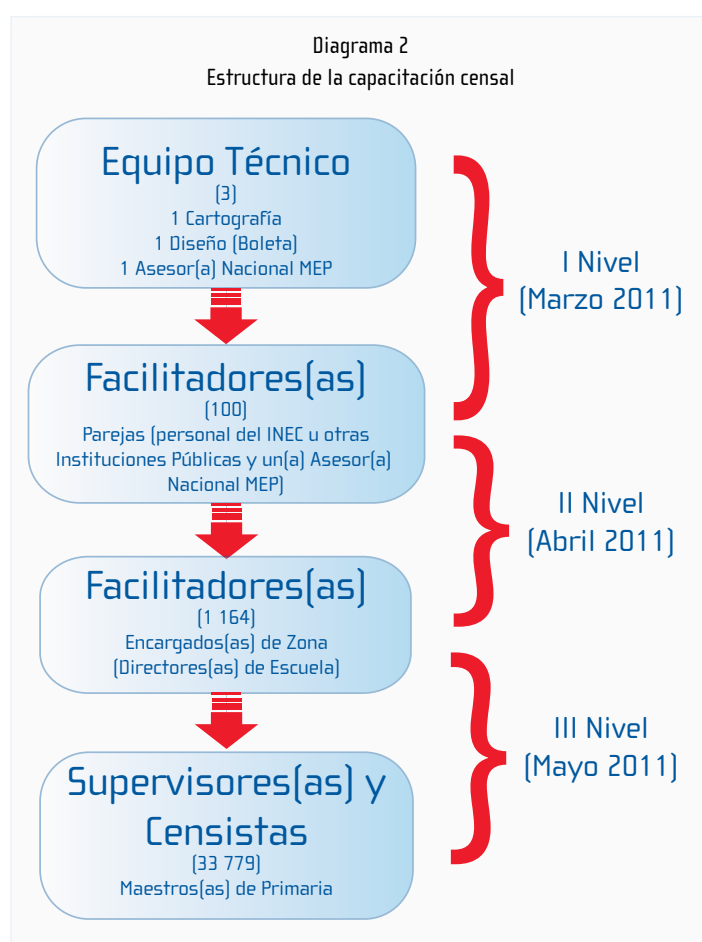 Diagrama 2
Estructura de la capacitación censal
Equipo Técnico
(3)
1 Cartografía
1 Diseño (Boleta)
1 Asesor(a) Nacional MEP
I Nivel
(Marzo 2011)
Facilitadores(as)
(100)
Parejas (personal del INEC u otras
Instituciones Públicas y un(a) Asesor(a)
Nacional MEP)
II Nivel
(Abril 2011)
Facilitadores(as)
(1 164)
Encargados(as) de Zona
(Directores(as) de Escuela)
III Nivel
(Mayo 2011)
Supervisores(as) y
Censistas
(33 779)
Maestros(as) de Primaria